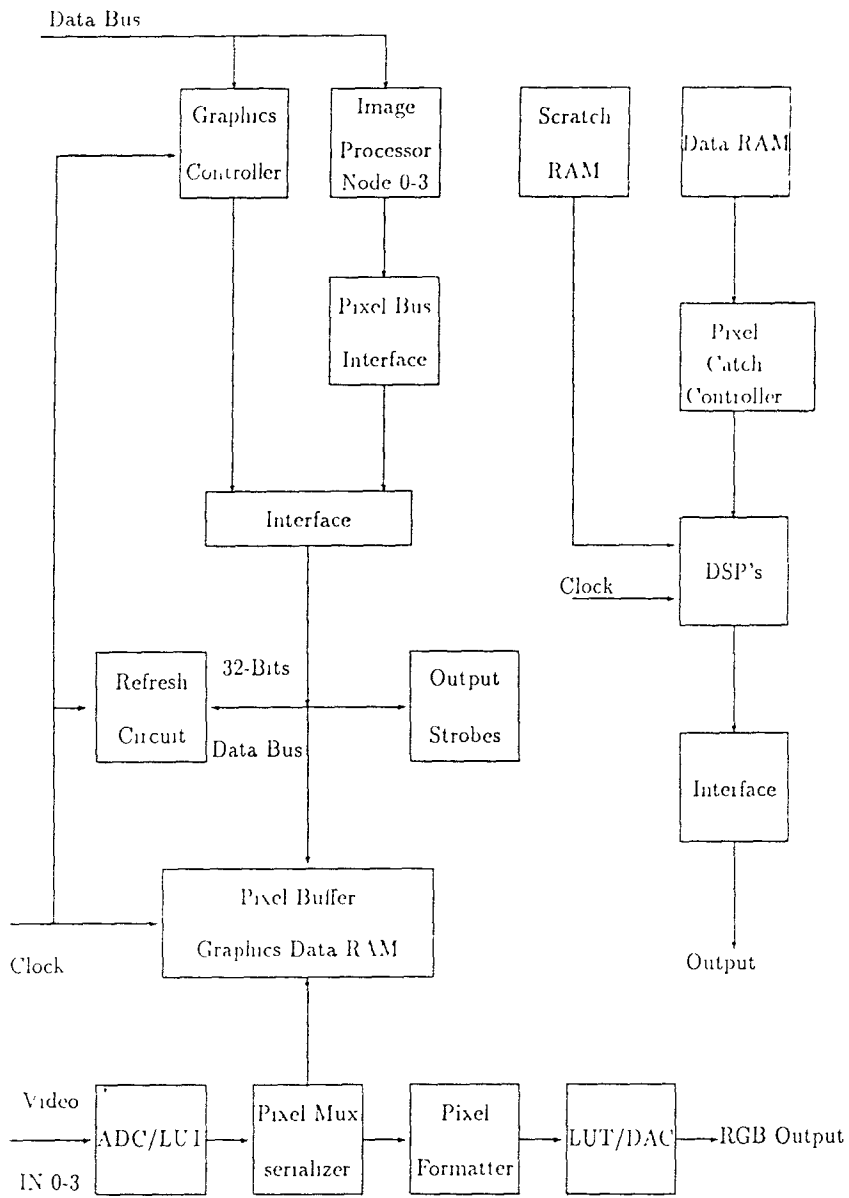 Data Bus
Graphics
Controller
Image
Processor
Node 0-3
Scratch
RAM
Data RAM
Pixel Bus
Interface
Pixel
Catch
Controller
Interface
DSP's
Clock
Refresh
Circuit
32-Bits
Data Bus
Output
Strobes
Interface
Pixel Buffer
Graphics Data RAM
Clock
Output
Video
IN 0-3
ADC/LUT
Pixel Mux
serializer
Pixel
Formatter
LUT/DAC
RGB Output